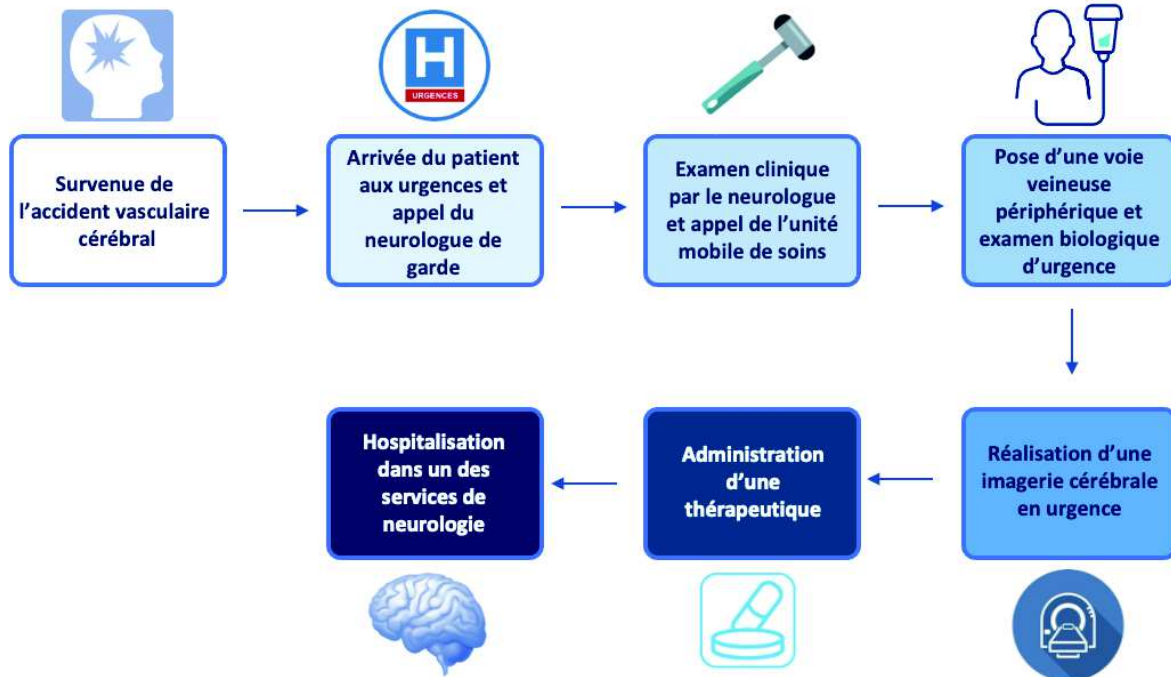 H
URGENCES
Survenue de
l'accident vasculaire
cérébral
Arrivée du patient
aux urgences et
appel du
neurologue de
garde
Examen clinique
par le neurologue
et appel de l'unité
mobile de soins
Pose d'une voie
veineuse
périphérique et
examen biologique
d'urgence
Réalisation d'une
imagerie cérébrale
en urgence
Administration
d'une
thérapeutique
Hospitalisation
dans un des
services de
neurologie